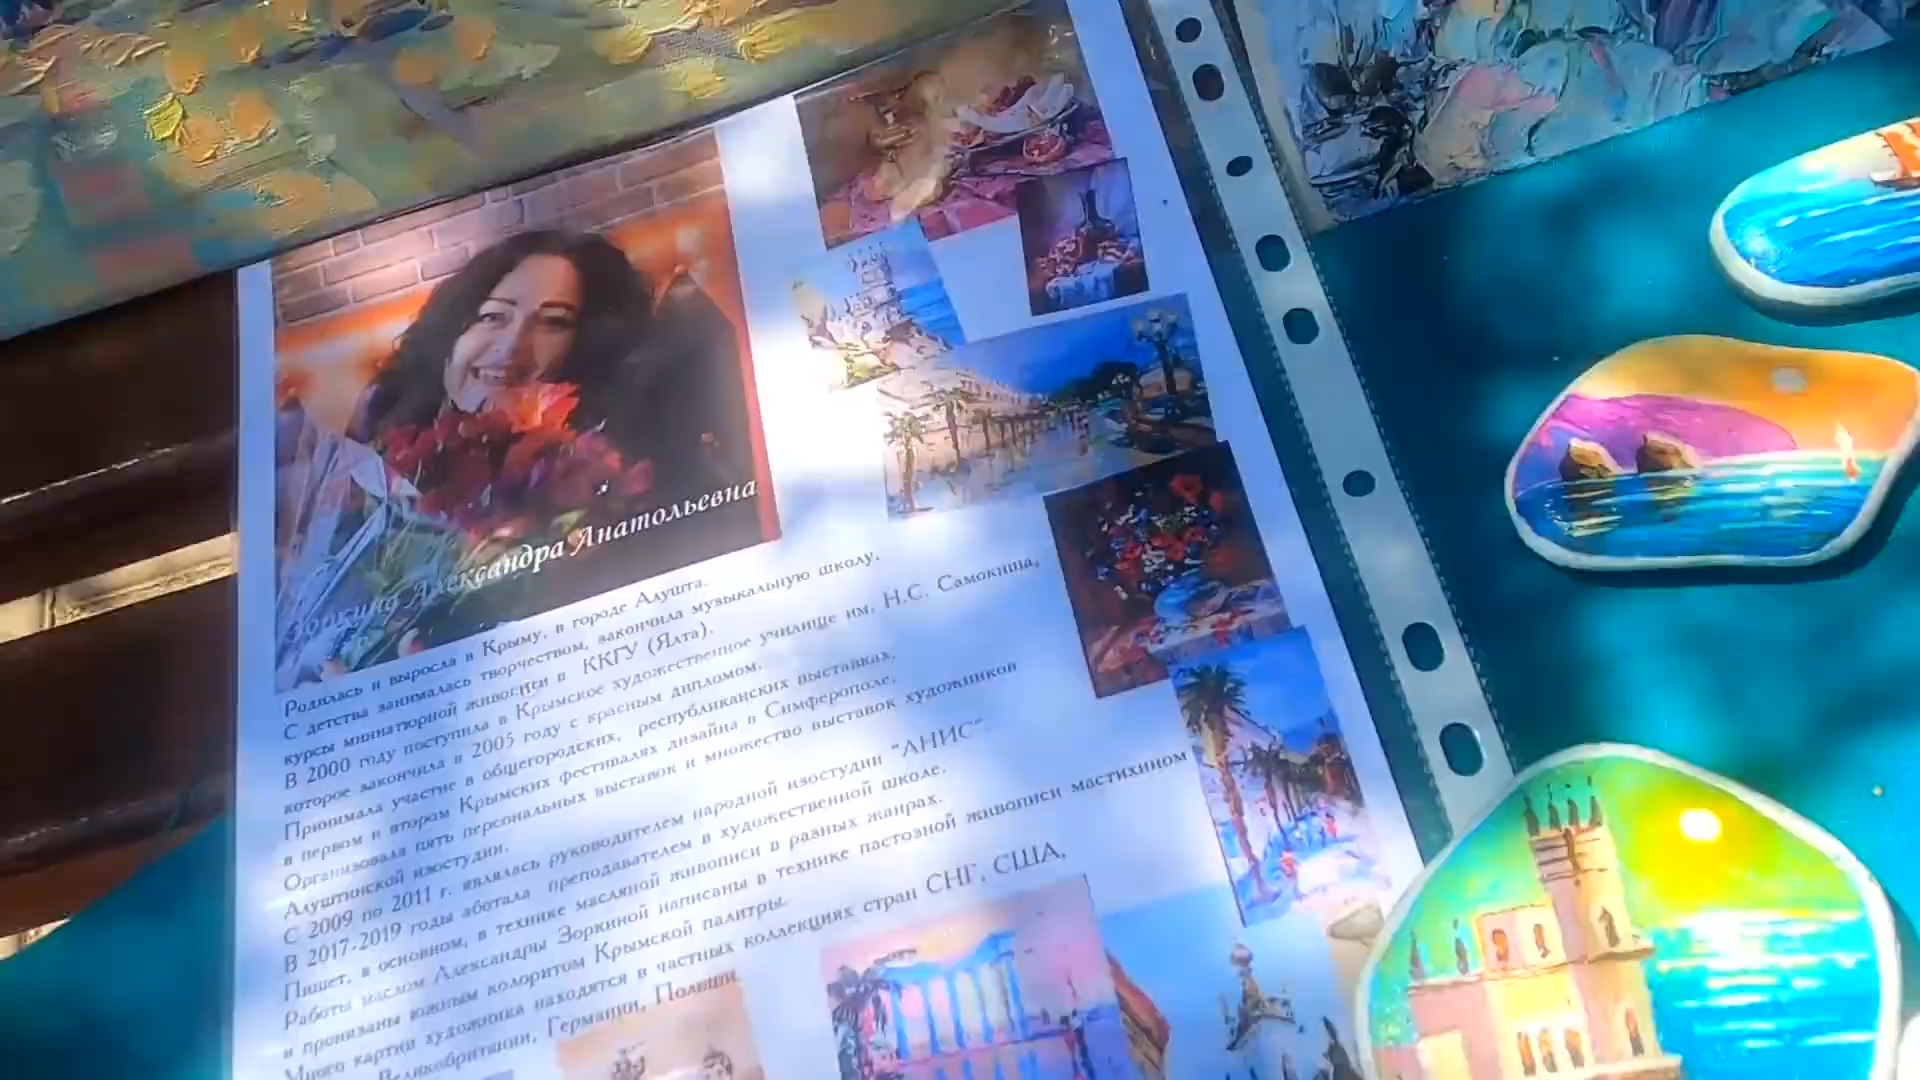 Зоркина Александра Анатольевна
Родилась и выросла в Крыму, в городе Алушта.
С детства занималась творчеством, закончила музыкальную школу,
курсы миниатюрной живописи в ККГУ (Ялта).
В 2000 году поступила в Крымское художественное училище им. Н.С. Самокиша,
которое закончила в 2005 году с красным дипломом.
Принимала участие в общегородских, республиканских выставках,
в первом и втором Крымских фестивалях дизайна в Симферополе.
Организовала пять персональных выставок и множество выставок художников
Алуштинской изостудии.
С 2009 по 2011 г. являлась руководителем народной изостудии "АНИС".
В 2017-2019 годы аботала преподавателем в художественной школе.
Пишет, в основном, в технике масляной живописи в разных жанрах.
Работы маслом Александры Зоркиной написаны в технике пастозной живописи мастихином
и пронизаны южным колоритом Крымской палитры.
Много картин художника находятся в частных коллекциях стран СНГ, США,
Великобритании, Германии, Польши